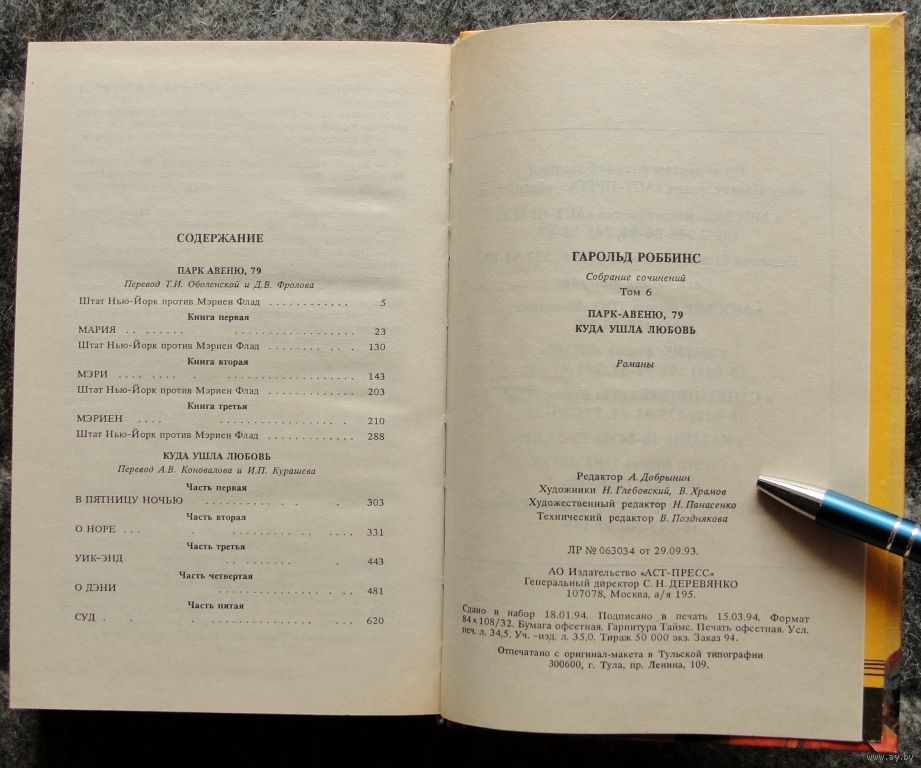 СОДЕРЖАНИЕ
ПАРК АВЕНЮ, 79
Перевод Т.И. Оболенской и Д.В. Фролова
Штат Нью-Йорк против Мэриен Флад . . . . . . . . . . . . 5
Книга первая
МАРИЯ . . . . . . . . . . . . . . . . . . . . . . 23
Штат Нью-Йорк против Мэриен Флад . . . . . . . . . . . 130
Книга вторая
МЭРИ . . . . . . . . . . . . . . . . . . . . . . 143
Штат Нью-Йорк против Мэриен Флад . . . . . . . . . . . 203
Книга третья
МЭРИЕН . . . . . . . . . . . . . . . . . . . . 210
Штат Нью-Йорк против Мэриен Флад . . . . . . . . . . . 288
КУДА УШЛА ЛЮБОВЬ
Перевод А.В. Коновалова и И.П. Курашева
Часть первая
В ПЯТНИЦУ НОЧЬЮ . . . . . . . . . . . . 303
Часть вторая
О НОРЕ . . . . . . . . . . . . . . . . 331
Часть третья
УИК-ЭНД . . . . . . . . . . 443
Часть четвертая
О ДЭНИ . . . . . . . . . . . . . . . 481
Часть пятая
СУД . . . . . . . . . . . . . . . . 620
ГАРОЛЬД РОББИНС
Собрание сочинений
Том 6
ПАРК-АВЕНЮ, 79
КУДА УШЛА ЛЮБОВЬ
Романы
Редактор А. Добрынин
Художники Н. Глебовский, В. Храмов
Художественный редактор Н. Панасенко
Технический редактор В. Позднякова
ЛР № 063034 от 29.09.93.
АО Издательство «АСТ-ПРЕСС»
Генеральный директор С. Н. ДЕРЕВЯНКО
107078, Москва, а/я 195.
Сдано в набор 18.01.94. Подписано в печать 15.03.94. Формат
84×108/32. Бумага офсетная. Гарнитура Таймс. Печать офсетная. Усл.
печ. л. 34,5. Уч. -изд. л. 35,0. Тираж 50 000 экз. Заказ 94.
Отпечатано с оригинал-макета в Тульской типографии
300600, г. Тула, пр. Ленина, 109.
www.ay.by